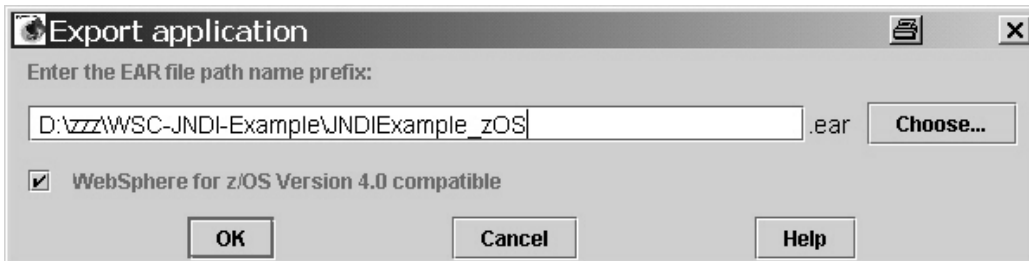 Export application
Enter the EAR file path name prefix:
D:\zzz\WSC-JNDI-Example\JNDIExample_zOS .ear Choose...
WebSphere for z/OS Version 4.0 compatible
OK Cancel Help